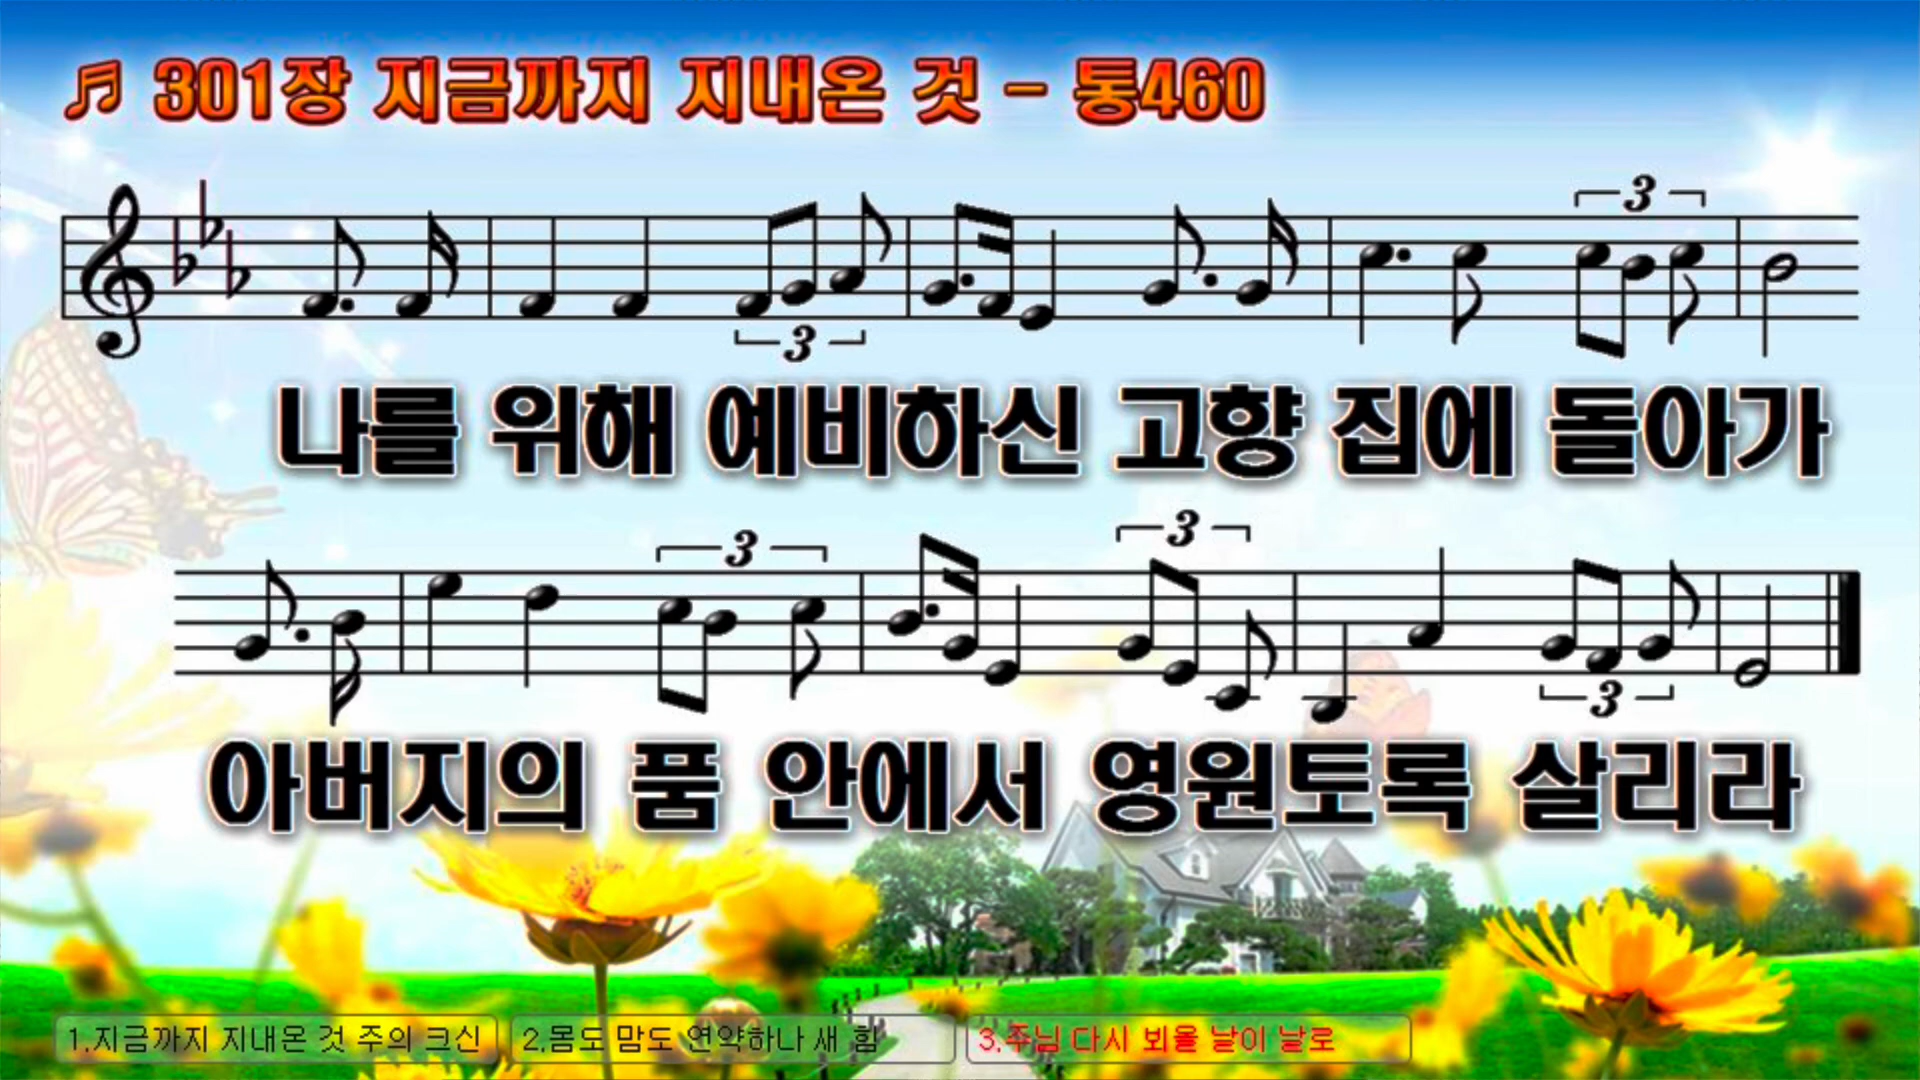 ♬ 301장 지금까지 지내온 것 - 통460
3
3
나를 위해 예비하신 고향 집에 돌아가
3
3
3
아버지의 품 안에서 영원토록 살리라
1.지금까지 지내온 것 주의 크신 2.몸도 맘도 연약하나 새 힘 3.주님 다시 뵈올 날이 날로